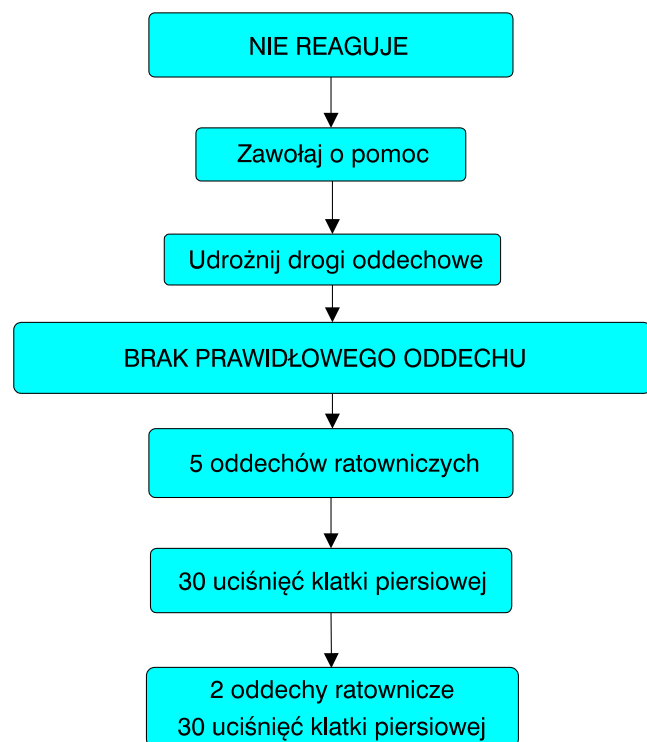 NIE REAGUJE
Zawołaj o pomoc
Udrożnij drogi oddechowe
BRAK PRAWIDŁOWEGO ODDECHU
5 oddechów ratowniczych
30 uciśnięć klatki piersiowej
2 oddechy ratownicze
30 uciśnięć klatki piersiowej